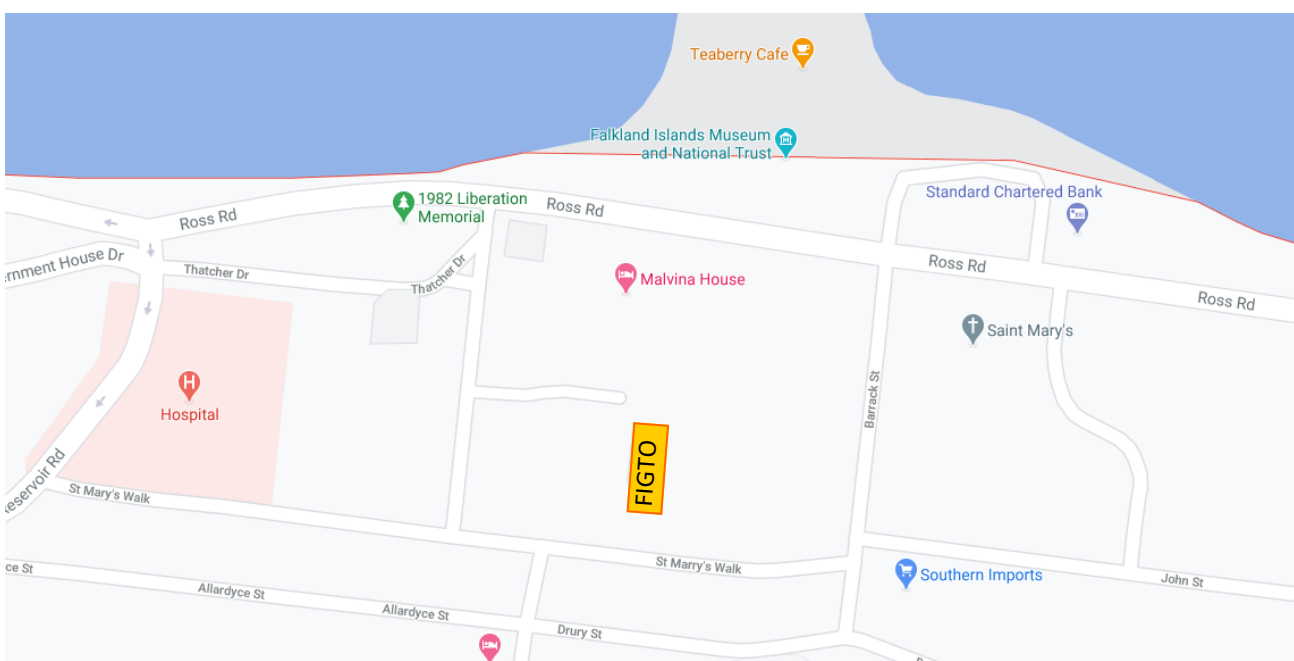 Teaberry Cafe
Falkland Islands Museum
and National Trust
Standard Chartered Bank
1982 Liberation
Memorial
Ross Rd
Ross Rd
Ross Rd
Ross Rd
ernment House Dr
Thatcher Dr
Thatcher Dr
Malvina House
Saint Mary's
H
Hospital
Barrack St
FIGTO
Reservoir Rd
St Mary's Walk
St Marry's Walk
Southern Imports
John St
ce St
Allardyce St
Allardyce St
Drury St